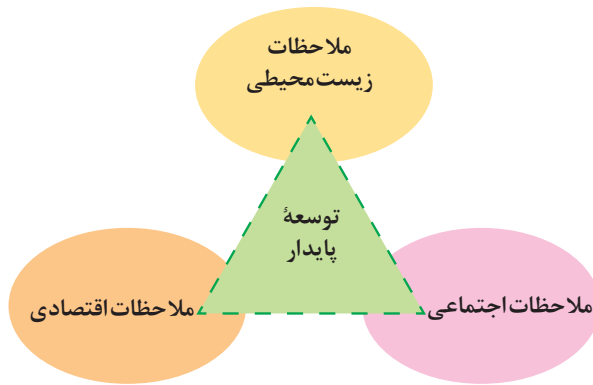 ملاحظات
زیست‌محیطی
توسعهٔ
پایدار
ملاحظات اجتماعی
ملاحظات اقتصادی